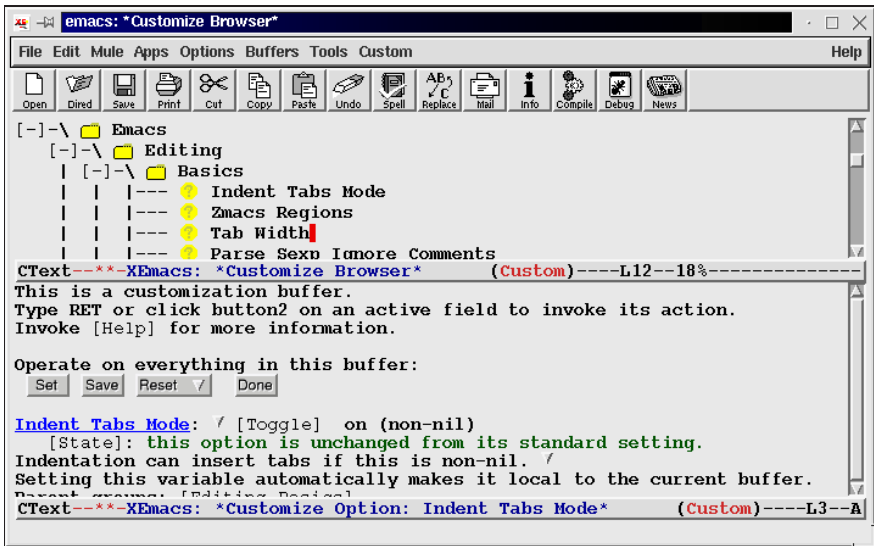 emacs: *Customize Browser*
File Edit Mule Apps Options Buffers Tools Custom Help
Open Dired Save Print Cut Copy Paste Undo Spell Replace Mail Info Compile Debug News
[-]-\ Emacs
[-]-\ Editing
| [-]-\ Basics
| | |--- ? Indent Tabs Mode
| | |--- ? Zmacs Regions
| | |--- ? Tab Width
| | |--- ? Parse Sexp Ignore Comments
CText--**-XEmacs: *Customize Browser* (Custom)----L12--18%---------------
This is a customization buffer.
Type RET or click button2 on an active field to invoke its action.
Invoke [Help] for more information.
Operate on everything in this buffer:
Set Save Reset Done
Indent Tabs Mode: [Toggle] on (non-nil)
[State]: this option is unchanged from its standard setting.
Indentation can insert tabs if this is non-nil.
Setting this variable automatically makes it local to the current buffer.
Parent groups: [Editing Basics]
CText--**-XEmacs: *Customize Option: Indent Tabs Mode* (Custom)----L3--A